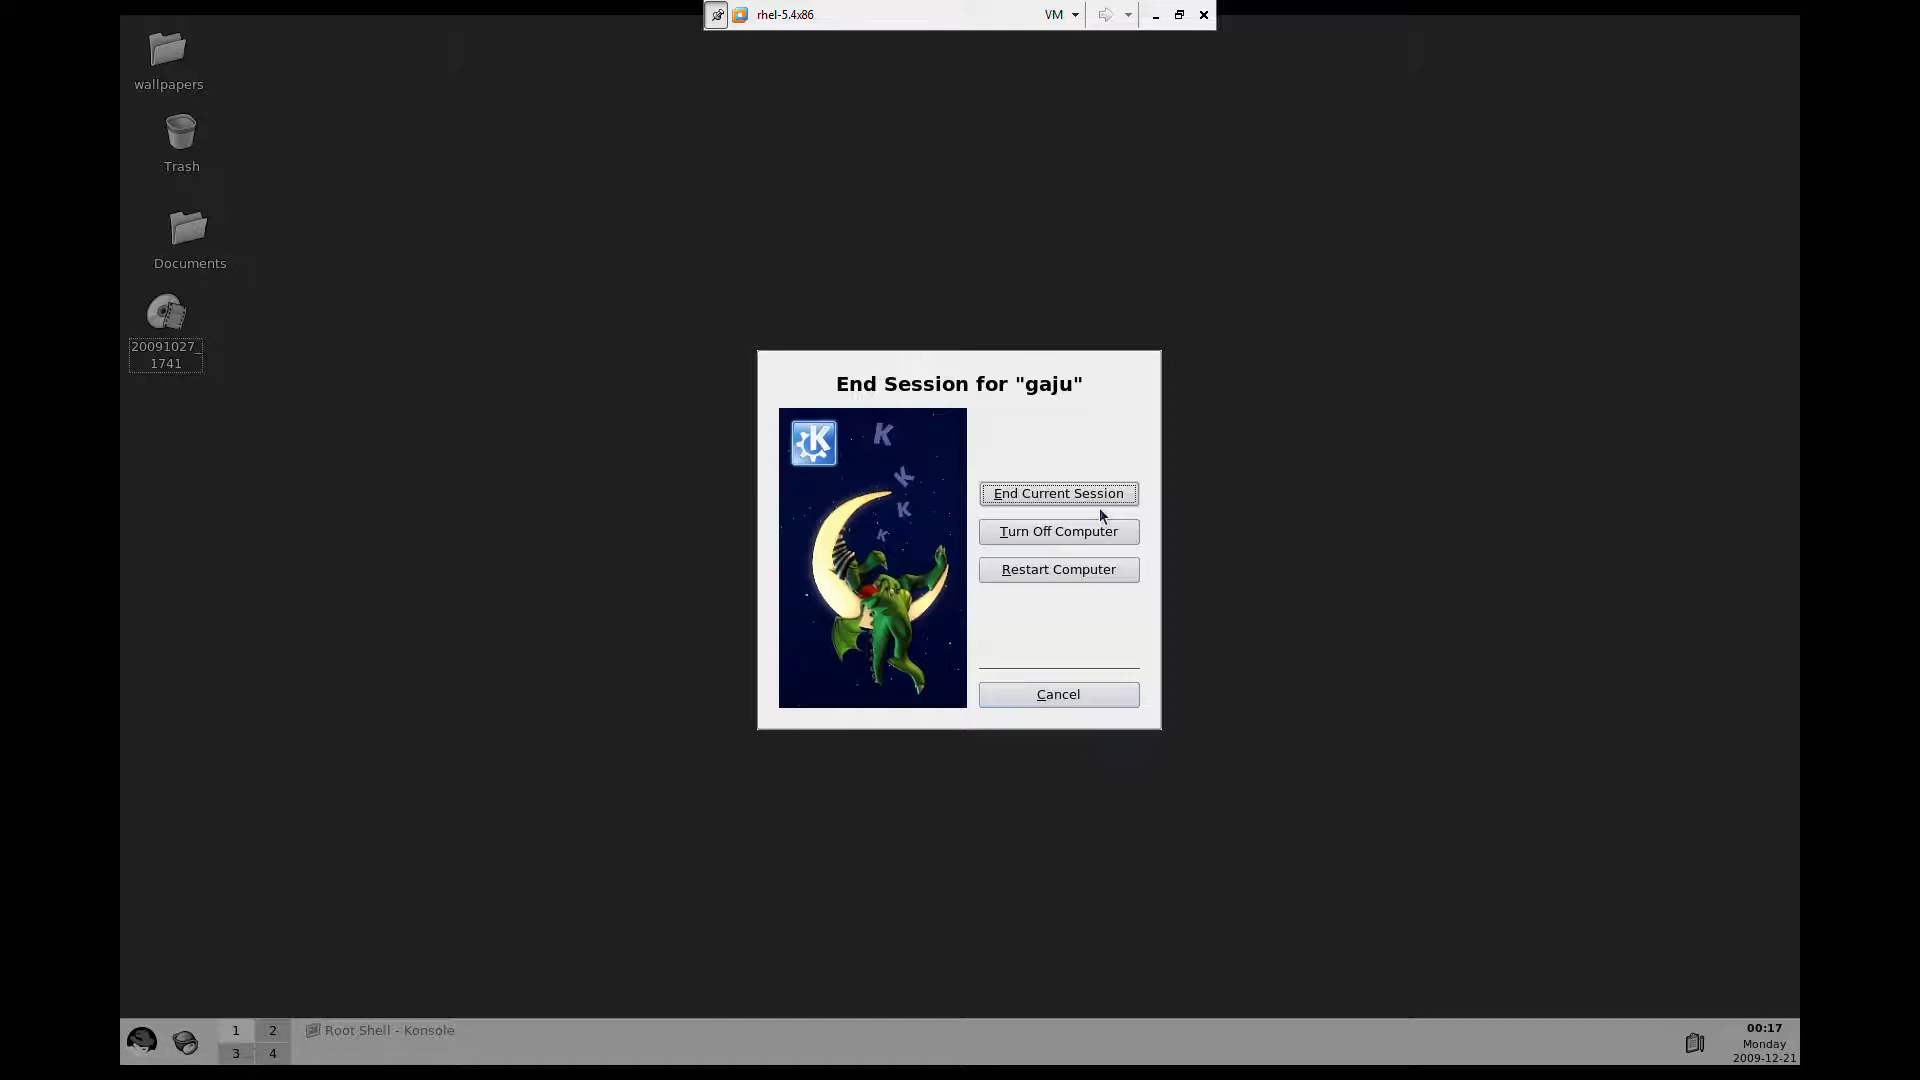 rhel-5.4x86
VM
wallpapers
Trash
Documents
20091027_
1741
End Session for "gaju"
K
K
K
K
K
End Current Session
Turn Off Computer
Restart Computer
Cancel
1 2
3 4
Root Shell - Konsole
00:17
Monday
2009-12-21